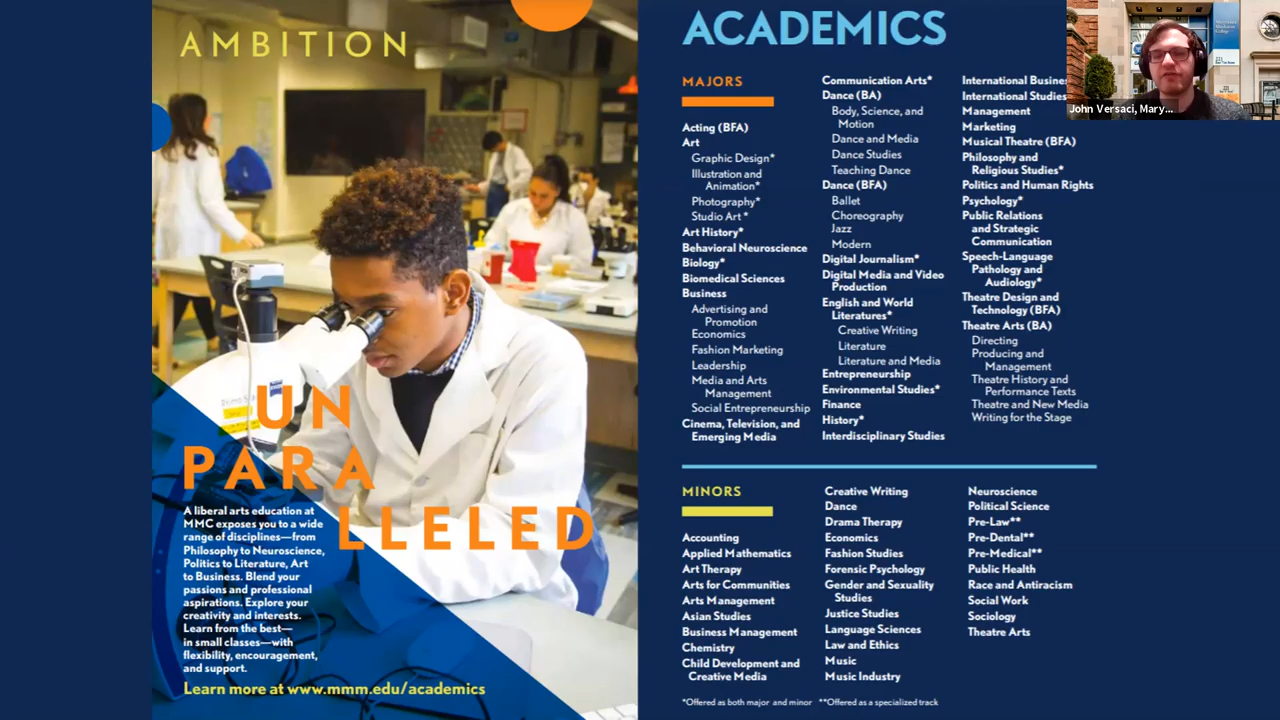 AMBITION
UN
PARA
LLELED
A liberal arts education at
MMC exposes you to a wide
range of disciplines—from
Philosophy to Neuroscience,
Politics to Literature, Art
to Business. Blend your
passions and professional
aspirations. Explore your
creativity and interests.
Learn from the best—
in small classes—with
flexibility, encouragement,
and support.
Learn more at www.mmm.edu/academics
ACADEMICS
MAJORS
Acting (BFA)
Art
Graphic Design*
Illustration and
Animation*
Photography*
Studio Art *
Art History*
Behavioral Neuroscience
Biology*
Biomedical Sciences
Business
Advertising and
Promotion
Economics
Fashion Marketing
Leadership
Media and Arts
Management
Social Entrepreneurship
Cinema, Television, and
Emerging Media
Communication Arts*
Dance (BA)
Body, Science, and
Motion
Dance and Media
Dance Studies
Teaching Dance
Dance (BFA)
Ballet
Choreography
Jazz
Modern
Digital Journalism*
Digital Media and Video
Production
English and World
Literatures*
Creative Writing
Literature
Literature and Media
Entrepreneurship
Environmental Studies*
Finance
History*
Interdisciplinary Studies
International Busine
International Studies
Management
Marketing
Musical Theatre (BFA)
Philosophy and
Religious Studies*
Politics and Human Rights
Psychology*
Public Relations
and Strategic
Communication
Speech-Language
Pathology and
Audiology*
Theatre Design and
Technology (BFA)
Theatre Arts (BA)
Directing
Producing and
Management
Theatre History and
Performance Texts
Theatre and New Media
Writing for the Stage
MINORS
Accounting
Applied Mathematics
Art Therapy
Arts for Communities
Arts Management
Asian Studies
Business Management
Chemistry
Child Development and
Creative Media
Creative Writing
Dance
Drama Therapy
Economics
Fashion Studies
Forensic Psychology
Gender and Sexuality
Studies
Justice Studies
Language Sciences
Law and Ethics
Music
Music Industry
Neuroscience
Political Science
Pre-Law**
Pre-Dental**
Pre-Medical**
Public Health
Race and Antiracism
Social Work
Sociology
Theatre Arts
*Offered as both major and minor **Offered as a specialized track
John Versaci, Mary...